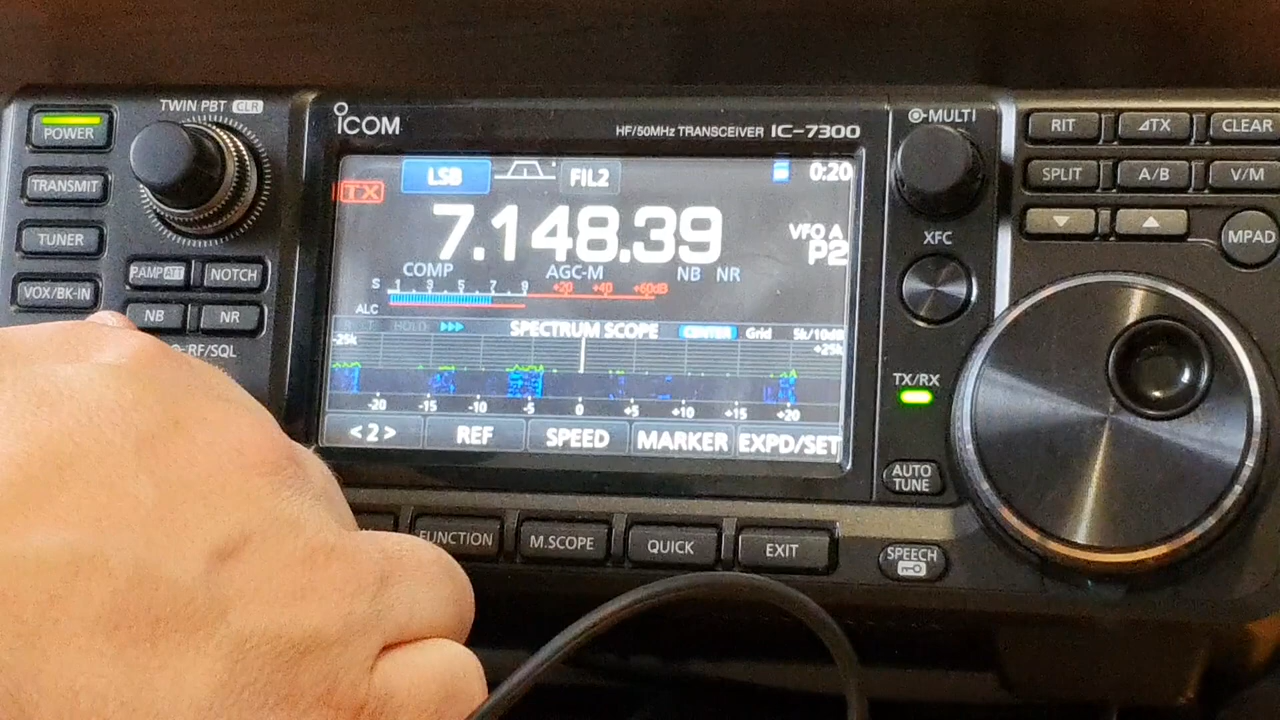 TWIN PBT CLR
POWER
TRANSMIT
TUNER
VOX/BK-IN
P.AMP ATT
NOTCH
NB
NR
RF/SQL
ICOM
HF/50MHz TRANSCEIVER IC-7300
TX
LSB
FIL2
0:20
7.148.39
VFO A
P2
COMP
AGC-M
NB NR
S 1 3 5 7 9 +20 +40 +60dB
ALC
HOLD
SPECTRUM SCOPE
CENTER
Grid
5k/10dB
-25k
+25k
-20 -15 -10 -5 0 +5 +10 +15 +20
<2>
REF
SPEED
MARKER
EXPD/SET
FUNCTION
M.SCOPE
QUICK
EXIT
MULTI
XFC
TX/RX
AUTO
TUNE
SPEECH
RIT
⊿TX
CLEAR
SPLIT
A/B
V/M
MPAD